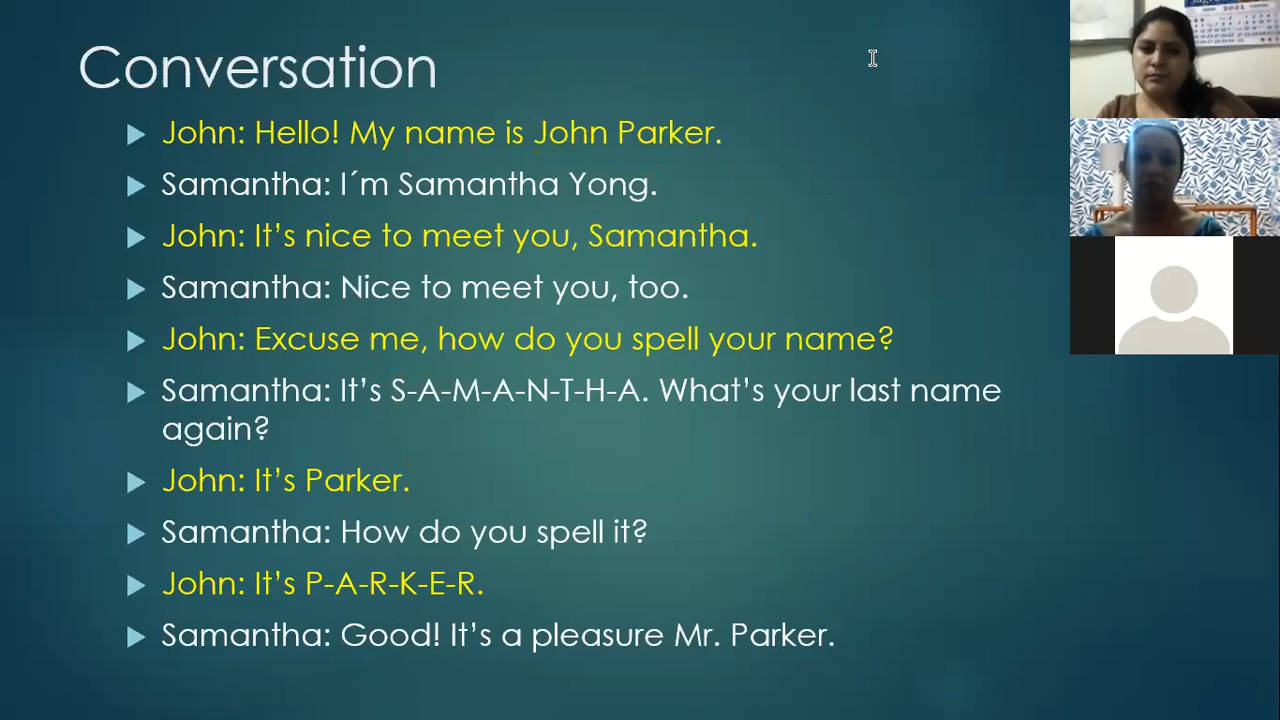 Conversation
John: Hello! My name is John Parker.
Samantha: I´m Samantha Yong.
John: It’s nice to meet you, Samantha.
Samantha: Nice to meet you, too.
John: Excuse me, how do you spell your name?
Samantha: It’s S-A-M-A-N-T-H-A. What’s your last name
again?
John: It’s Parker.
Samantha: How do you spell it?
John: It’s P-A-R-K-E-R.
Samantha: Good! It’s a pleasure Mr. Parker.
2021